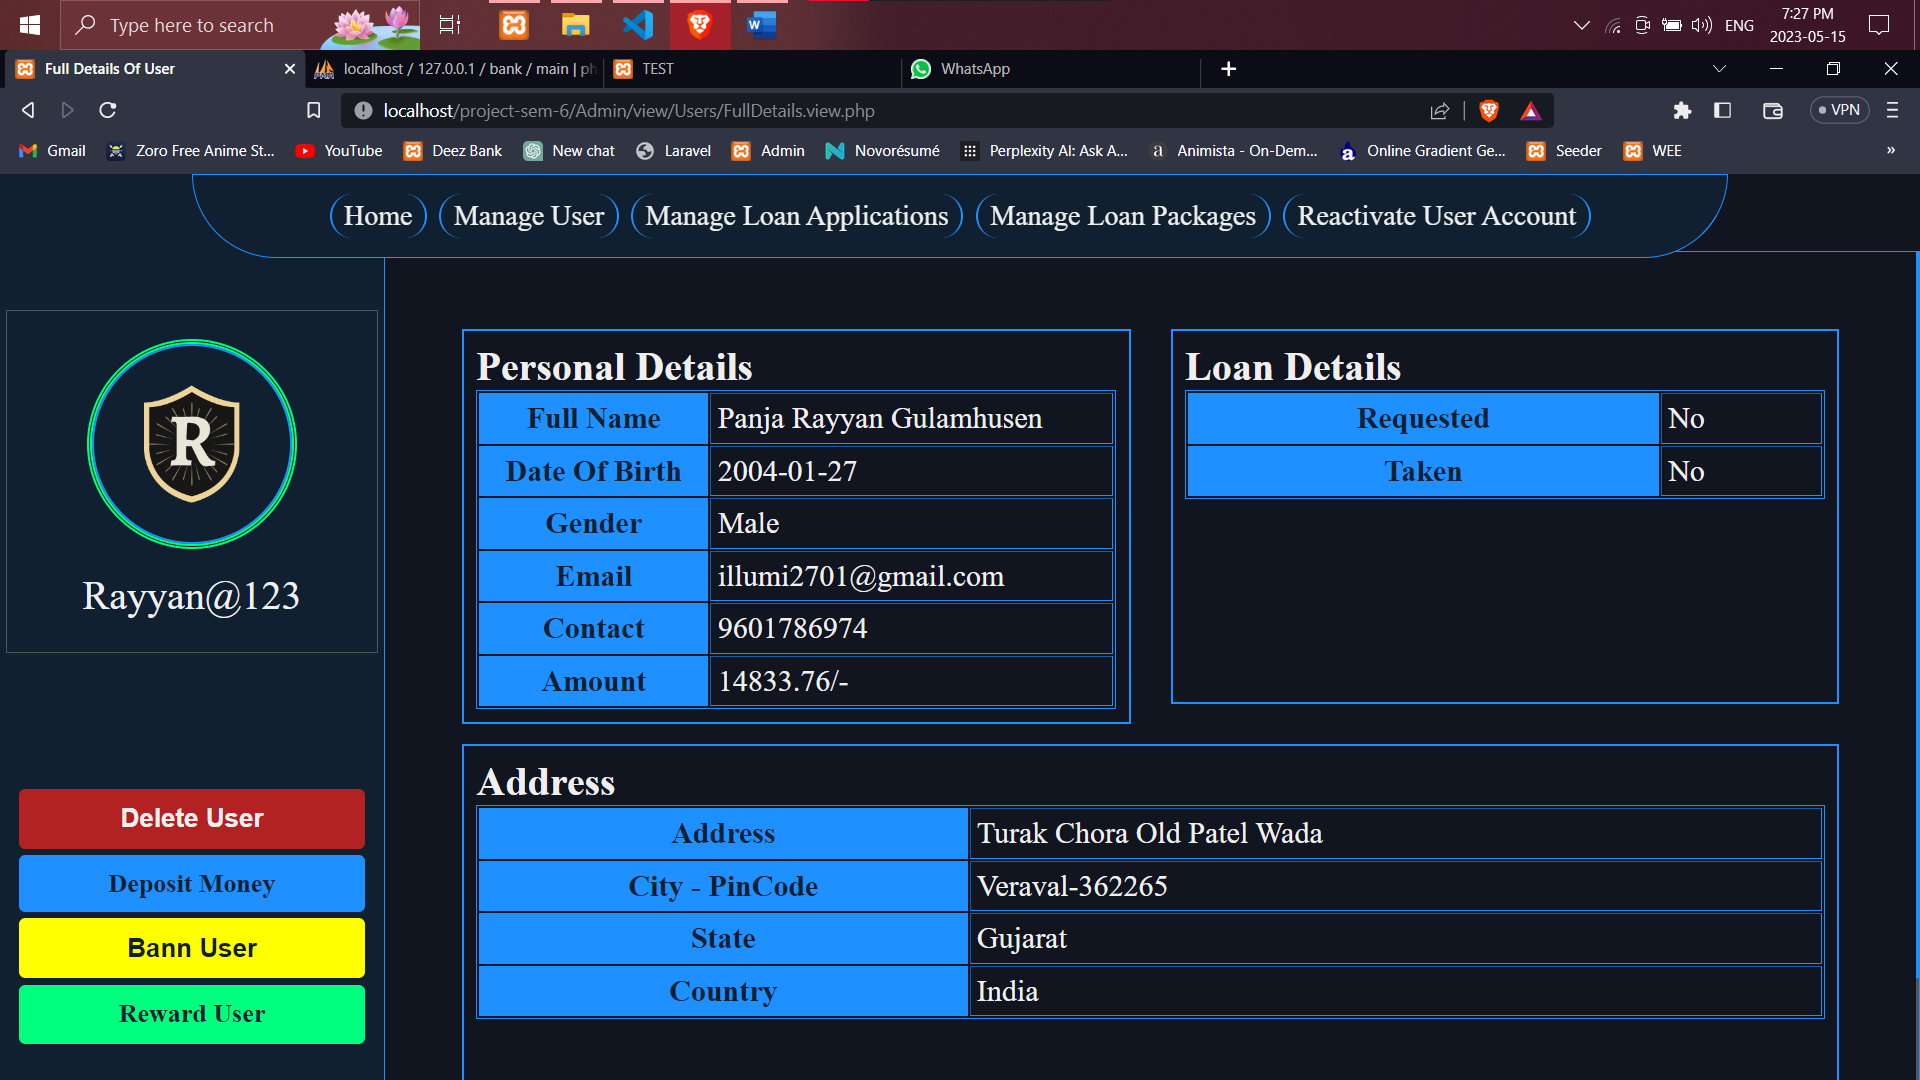 Type here to search
ENG
7:27 PM
2023-05-15
Full Details Of User
localhost / 127.0.0.1 / bank / main | ph
TEST
WhatsApp
localhost/project-sem-6/Admin/view/Users/FullDetails.view.php
VPN
Gmail
Zoro Free Anime St...
YouTube
Deez Bank
New chat
Laravel
Admin
Novorésumé
Perplexity AI: Ask A...
Animista - On-Dem...
Online Gradient Ge...
Seeder
WEE
»
Home
Manage User
Manage Loan Applications
Manage Loan Packages
Reactivate User Account
R
Rayyan@123
Delete User
Deposit Money
Bann User
Reward User
Personal Details
Full Name Panja Rayyan Gulamhusen
Date Of Birth 2004-01-27
Gender Male
Email illumi2701@gmail.com
Contact 9601786974
Amount 14833.76/-
Loan Details
Requested No
Taken No
Address
Address Turak Chora Old Patel Wada
City - PinCode Veraval-362265
State Gujarat
Country India